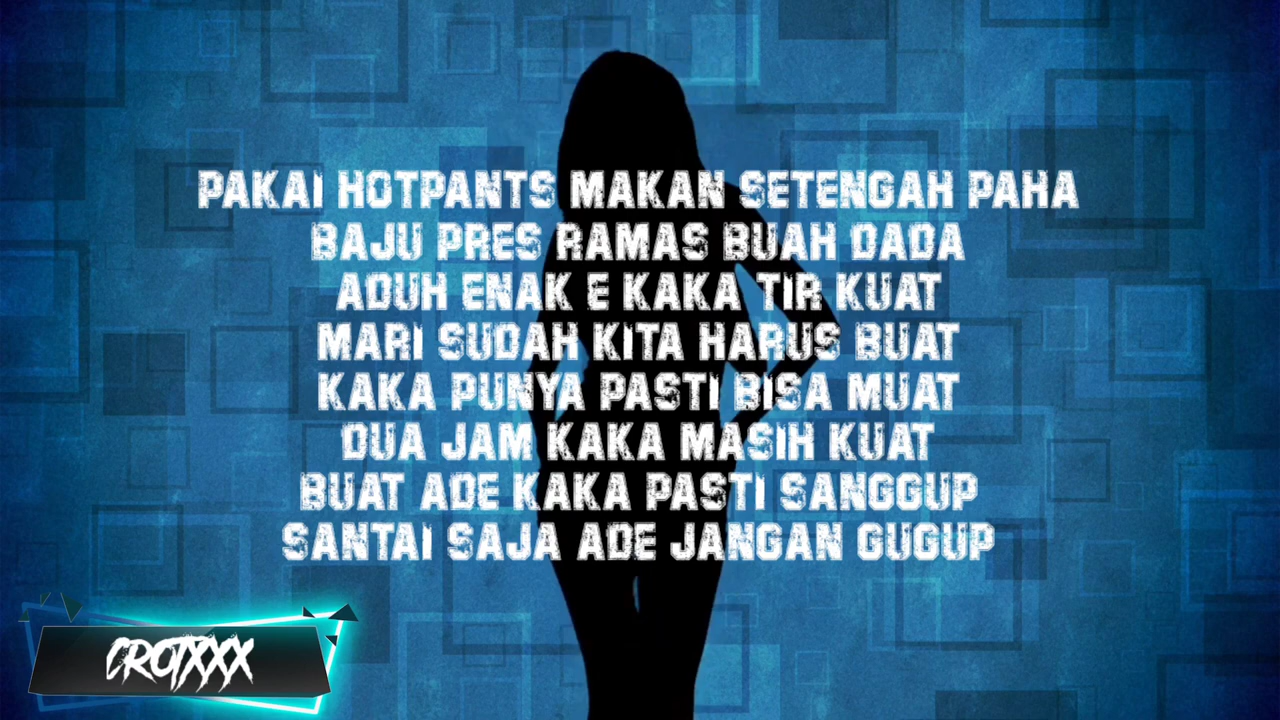 PAKAI HOTPANTS MAKAN SETENGAH PAHA
BAJU PRES RAMAS BUAH DADA
ADUH ENAK E KAKA TIR KUAT
MARI SUDAH KITA HARUS BUAT
KAKA PUNYA PASTI BISA MUAT
DUA JAM KAKA MASIH KUAT
BUAT ADE KAKA PASTI SANGGUP
SANTAI SAJA ADE JANGAN GUGUP
CROTXXX